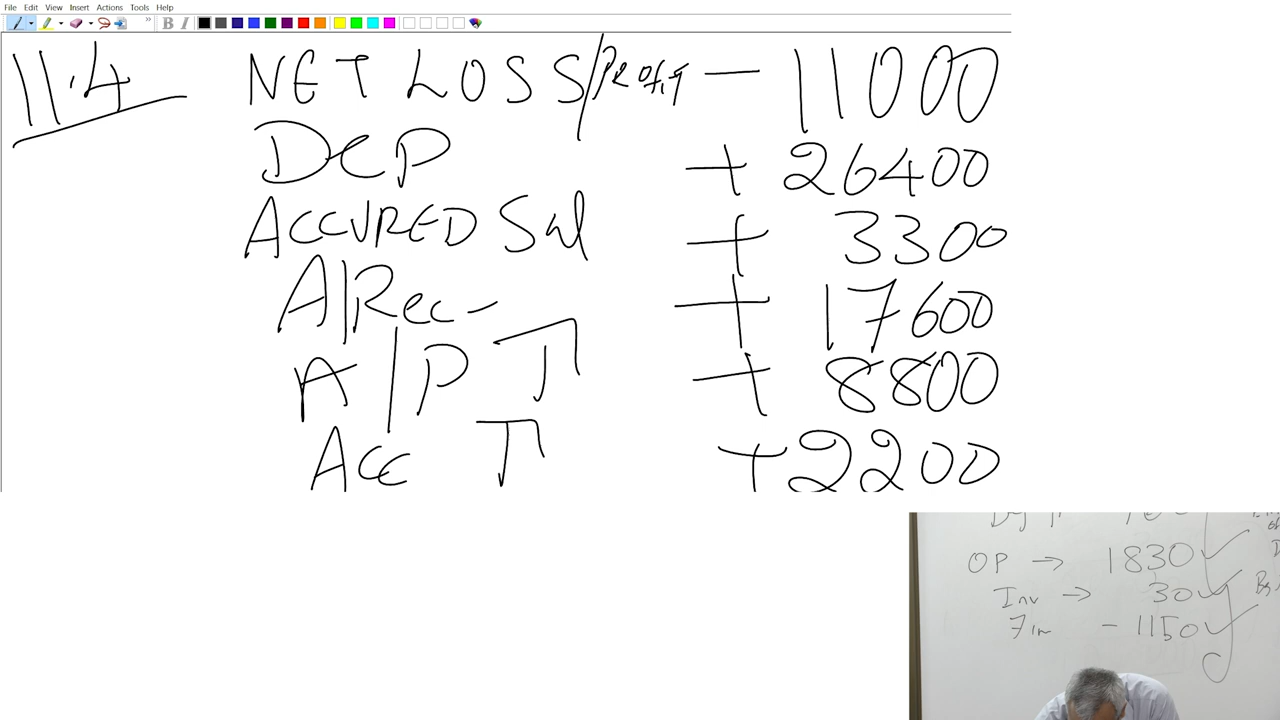 File Edit View Insert Actions Tools Help
B I
11.4 NET LOSS/PROFIT - 11000
DEP + 26400
ACCURED Sal + 3300
A/Rec - + 17600
A/P + 8800
Acc + 2200
OP → 1830
Inv → 30
Fin - 1150